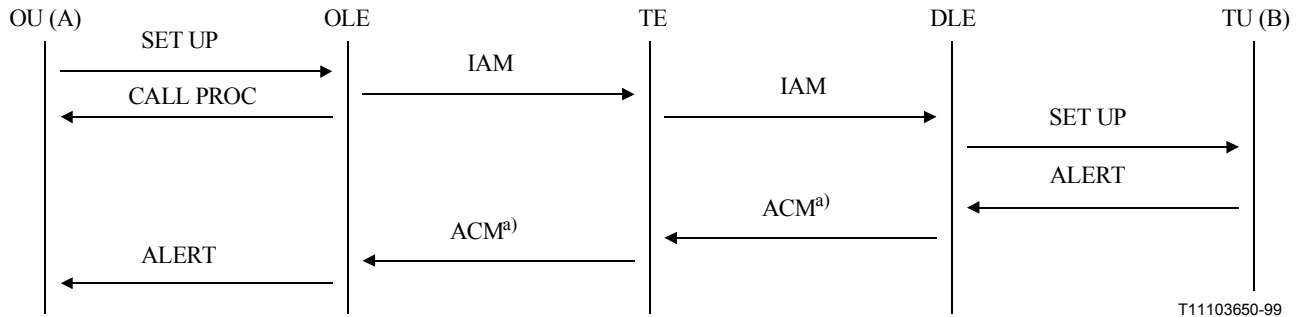 OU (A) OLE TE DLE TU (B)
SET UP
IAM
CALL PROC
IAM
SET UP
ALERT
ACMa)
ACMa)
ALERT
T11103650-99